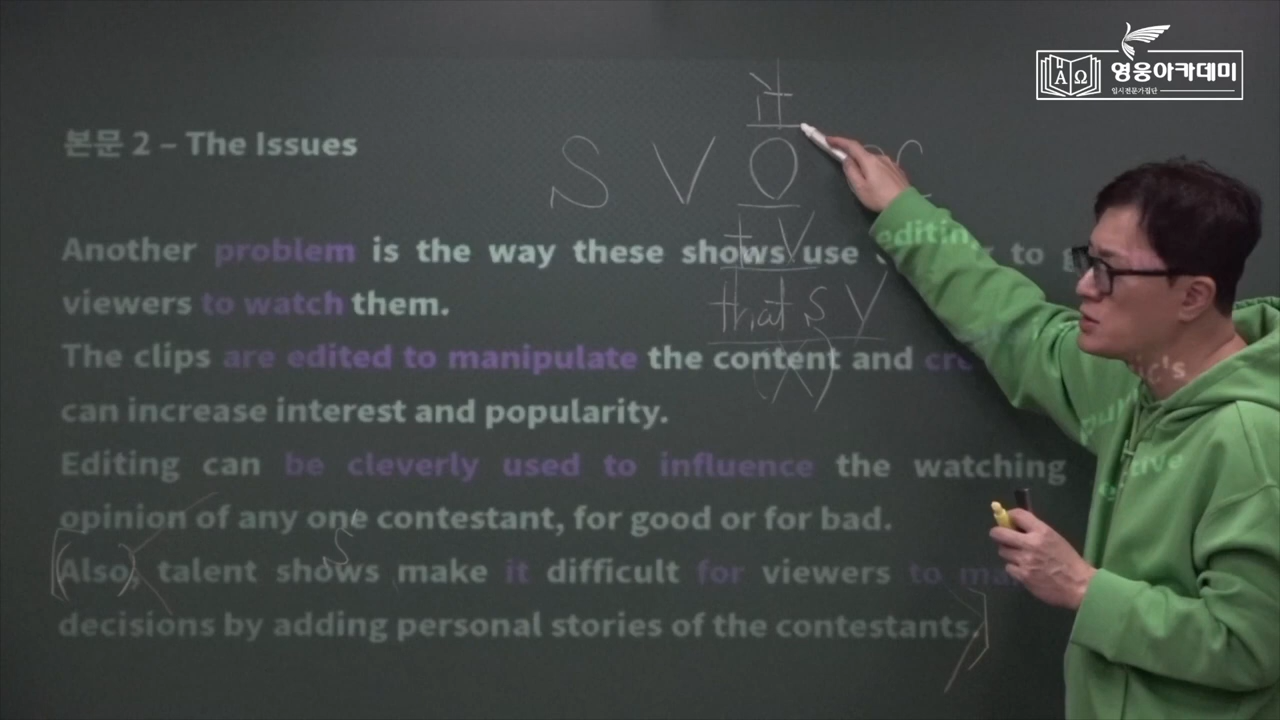 영웅아카데미
입시전문가집단
it
본문 2 – The Issues
S V O OC
to V
Another problem is the way these shows use editing to
viewers to watch them.
that S V
The clips are edited to manipulate the content and
(X)
can increase interest and popularity.
Editing can be cleverly used to influence the watching
opinion of any one contestant, for good or for bad.
S
(Also), talent shows make it difficult for viewers to
decisions by adding personal stories of the contestants.